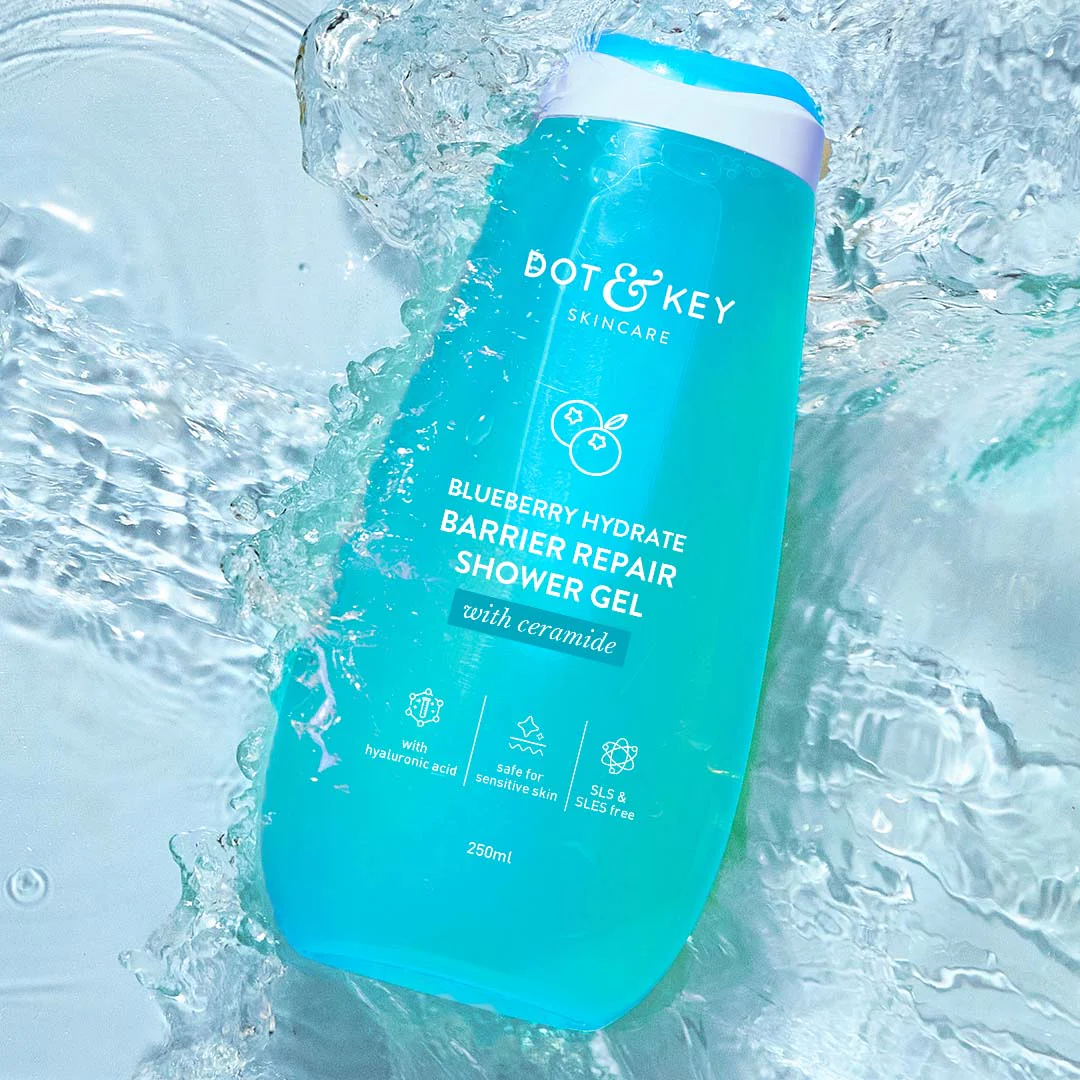 DOT & KEY
SKINCARE
BLUEBERRY HYDRATE
BARRIER REPAIR
SHOWER GEL
with ceramide
with
hyaluronic acid
safe for
sensitive skin
SLS &
SLES free
250ml